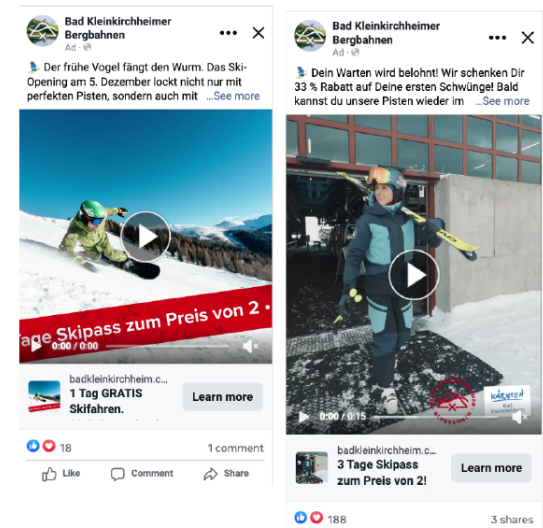 Bad Kleinkirchheimer
Bergbahnen
Ad ·
Der frühe Vogel fängt den Wurm. Das Ski-
Opening am 5. Dezember lockt nicht nur mit
perfekten Pisten, sondern auch mit ...See more
age Skipass zum Preis von 2 •
0:00 / 0:00
badkleinkirchheim.c...
1 Tag GRATIS
Skifahren.
Learn more
18
1 comment
Like
Comment
Share
Bad Kleinkirchheimer
Bergbahnen
Ad ·
Dein Warten wird belohnt! Wir schenken Dir
33 % Rabatt auf Deine ersten Schwünge! Bald
kannst du unsere Pisten wieder im ...See more
KÄRNTEN
Bad
Kleinkirchheim
0:00 / 0:15
badkleinkirchheim.c...
3 Tage Skipass
zum Preis von 2!
Learn more
188
3 shares